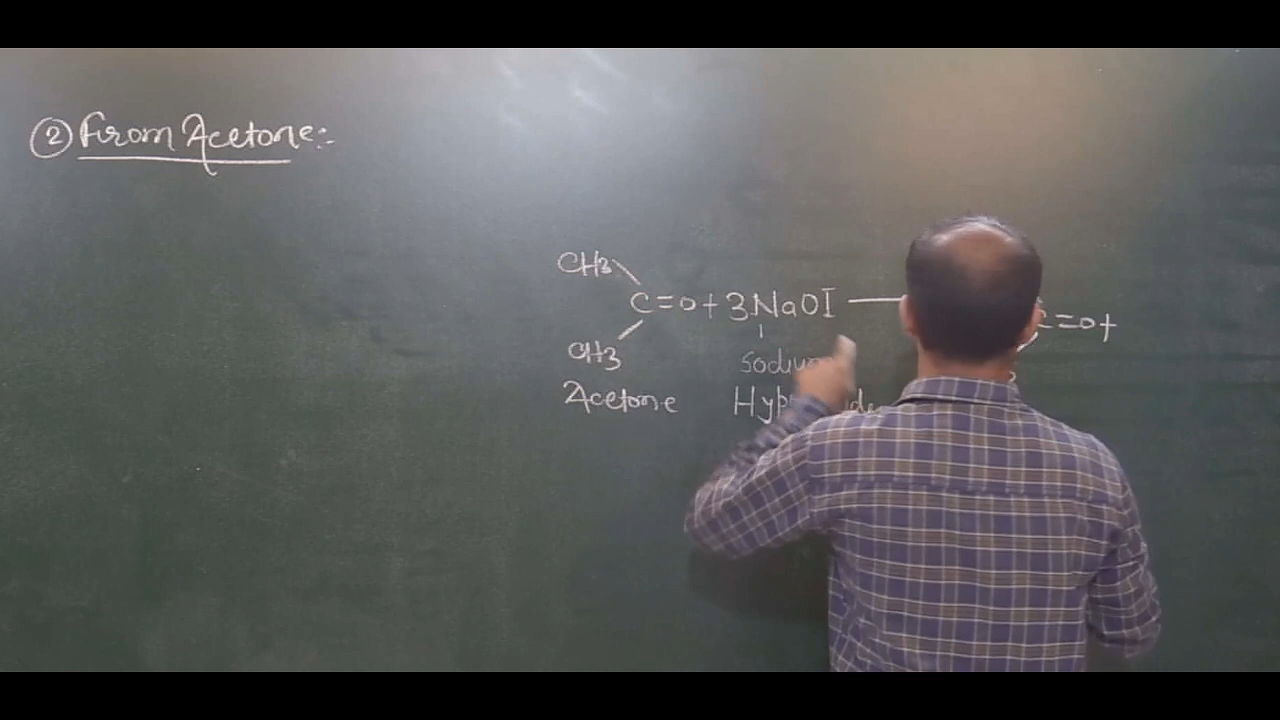 ② From Acetone:-
CH3
C=O+3NaOI —
C=O+
CH3
Acetone